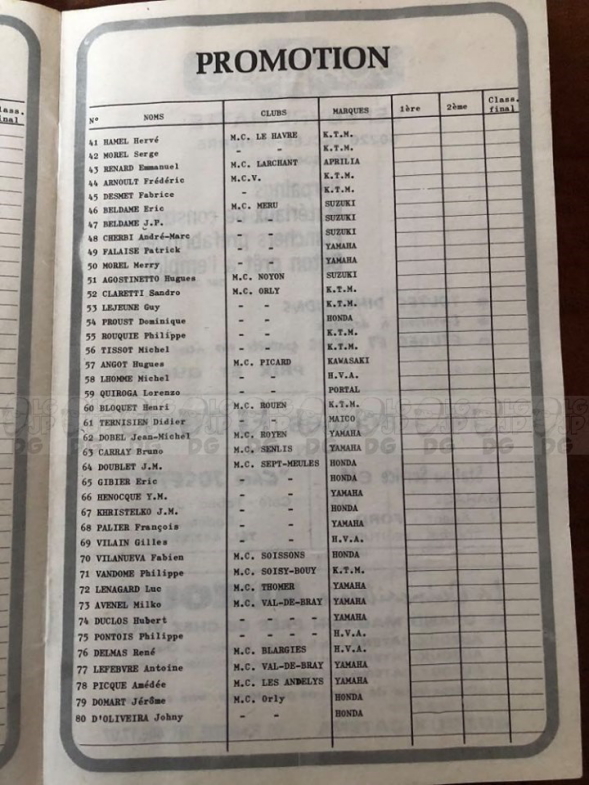 PROMOTION
N° NOMS CLUBS MARQUES 1ère 2ème Class. final
41 HAMEL Hervé M.C. LE HAVRE K.T.M.
42 MOREL Serge - - K.T.M.
43 RENARD Emmanuel M.C. LARCHANT APRILIA
44 ARNOULT Frédéric M.C.V. K.T.M.
45 DESMET Fabrice - K.T.M.
46 BELDAME Eric M.C. MERU SUZUKI
47 BELDAME J.P. - - SUZUKI
48 CHERBI André-Marc - - SUZUKI
49 FALAISE Patrick - - YAMAHA
50 MOREL Merry - - YAMAHA
51 AGOSTINETTO Hugues M.C. NOYON SUZUKI
52 CLARETTI Sandro M.C. ORLY K.T.M.
53 LEJEUNE Guy - - K.T.M.
54 PROUST Dominique - - HONDA
55 ROUQUIE Philippe - - K.T.M.
56 TISSOT Michel - - K.T.M.
57 ANGOT Hugues M.C. PICARD KAWASAKI
58 LHOMME Michel - - H.V.A.
59 QUIROGA Lorenzo - - PORTAL
60 BLOQUET Henri M.C. ROUEN K.T.M.
61 TERNISIEN Didier - - MAICO
62 DOBEL Jean-Michel M.C. ROYEN YAMAHA
63 CARRAY Bruno M.C. SENLIS YAMAHA
64 DOUBLET J.M. M.C. SEPT-MEULES HONDA
65 GIBIER Eric - - HONDA
66 HENOCQUE Y.M. - - YAMAHA
67 KHRISTELKO J.M. - - HONDA
68 PALIER François - - YAMAHA
69 VILAIN Gilles - - H.V.A.
70 VILANUEVA Fabien M.C. SOISSONS HONDA
71 VANDOME Philippe M.C. SOISY-BOUY K.T.M.
72 LENAGARD Luc M.C. THOMER YAMAHA
73 AVENEL Milko M.C. VAL-DE-BRAY YAMAHA
74 DUCLOS Hubert - - - - YAMAHA
75 PONTOIS Philippe - - - - H.V.A.
76 DELMAS René M.C. BLARGIES H.V.A.
77 LEFEBVRE Antoine M.C. VAL-DE-BRAY YAMAHA
78 PICQUE Amédée M.C. LES ANDELYS YAMAHA
79 DOMART Jérôme M.C. Orly HONDA
80 D'OLIVEIRA Johny - - HONDA